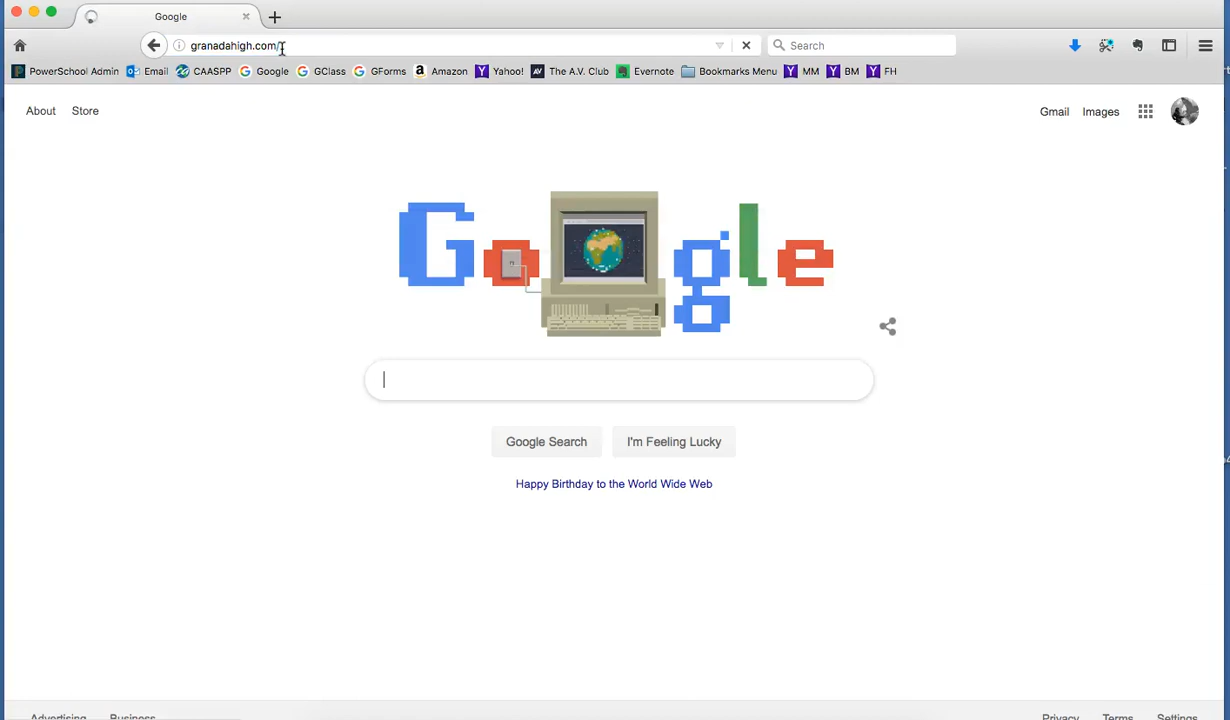 Google
granadahigh.com/
Search
PowerSchool Admin Email CAASPP Google GClass GForms Amazon Yahoo! The A.V. Club Evernote Bookmarks Menu MM BM FH
About Store Gmail Images
Google
Google Search I'm Feeling Lucky
Happy Birthday to the World Wide Web
Advertising Business Privacy Terms Settings